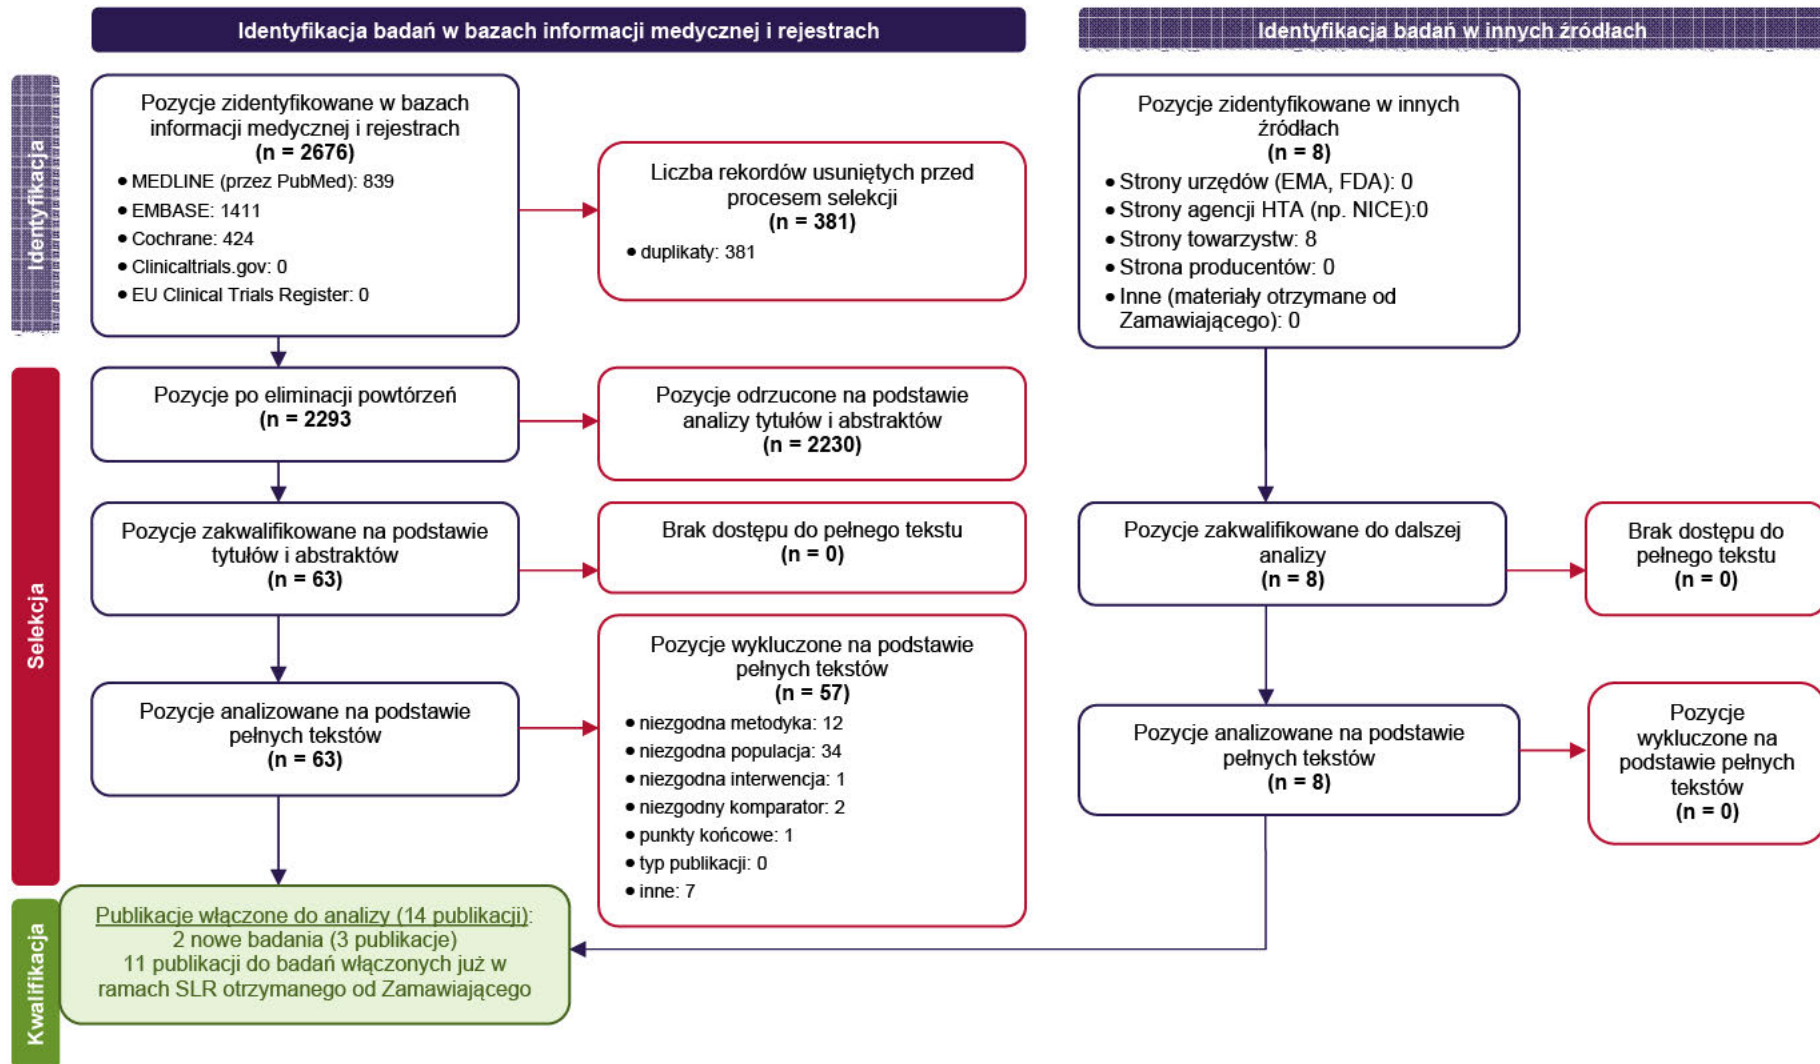 Identyfikacja badań w bazach informacji medycznej i rejestrach
Identyfikacja badań w innych źródłach
Identyfikacja
Pozycje zidentyfikowane w bazach
informacji medycznej i rejestrach
(n = 2676)
• MEDLINE (przez PubMed): 839
• EMBASE: 1411
• Cochrane: 424
• Clinicaltrials.gov: 0
• EU Clinical Trials Register: 0
Liczba rekordów usuniętych przed
procesem selekcji
(n = 381)
• duplikaty: 381
Pozycje zidentyfikowane w innych
źródłach
(n = 8)
• Strony urzędów (EMA, FDA): 0
• Strony agencji HTA (np. NICE):0
• Strony towarzystw: 8
• Strona producentów: 0
• Inne (materiały otrzymane od
Zamawiającego): 0
Selekcja
Pozycje po eliminacji powtórzeń
(n = 2293
Pozycje odrzucone na podstawie
analizy tytułów i abstraktów
(n = 2230)
Pozycje zakwalifikowane na podstawie
tytułów i abstraktów
(n = 63)
Brak dostępu do pełnego tekstu
(n = 0)
Pozycje zakwalifikowane do dalszej
analizy
(n = 8)
Brak dostępu do
pełnego tekstu
(n = 0)
Pozycje analizowane na podstawie
pełnych tekstów
(n = 63)
Pozycje wykluczone na podstawie
pełnych tekstów
(n = 57)
• niezgodna metodyka: 12
• niezgodna populacja: 34
• niezgodna interwencja: 1
• niezgodny komparator: 2
• punkty końcowe: 1
• typ publikacji: 0
• inne: 7
Pozycje analizowane na podstawie
pełnych tekstów
(n = 8)
Pozycje
wykluczone na
podstawie pełnych
tekstów
(n = 0)
Kwalifikacja
Publikacje włączone do analizy (14 publikacji):
2 nowe badania (3 publikacje)
11 publikacji do badań włączonych już w
ramach SLR otrzymanego od Zamawiającego